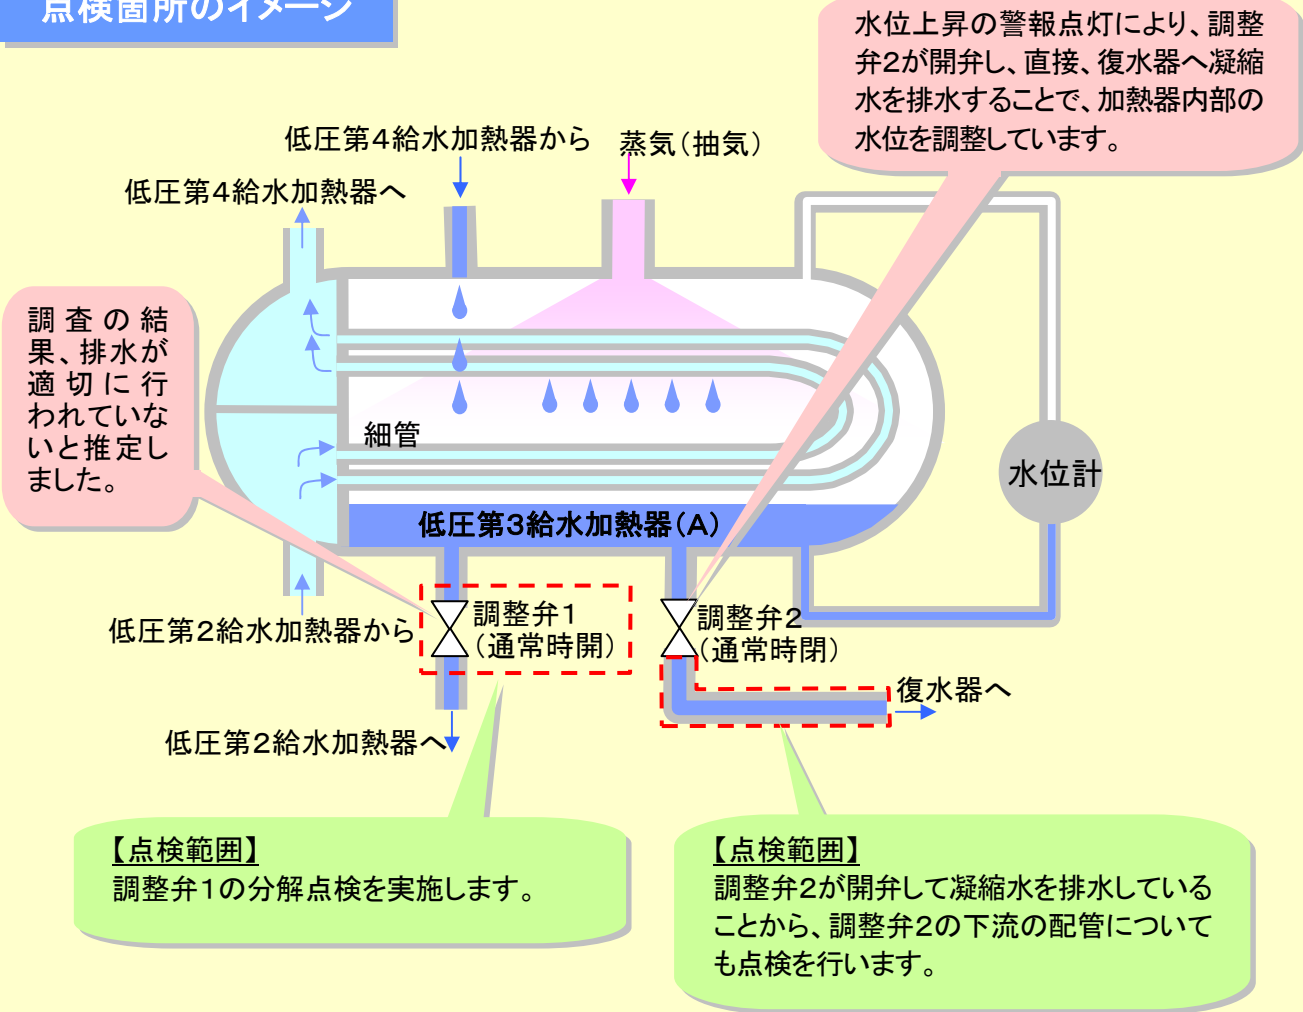 点検箇所のイメージ
水位上昇の警報点灯により、調整
弁2が開弁し、直接、復水器へ凝縮
水を排水することで、加熱器内部の
水位を調整しています。
低圧第4給水加熱器から
蒸気(抽気)
低圧第4給水加熱器へ
調査の結
果、排水が
適切に行
われていな
いと推定し
ました。
細管
水位計
低圧第3給水加熱器(A)
調整弁1
(通常時開)
調整弁2
(通常時閉)
低圧第2給水加熱器から
復水器へ
低圧第2給水加熱器へ
【点検範囲】
調整弁1の分解点検を実施します。
【点検範囲】
調整弁2が開弁して凝縮水を排水している
ことから、調整弁2の下流の配管について
も点検を行います。